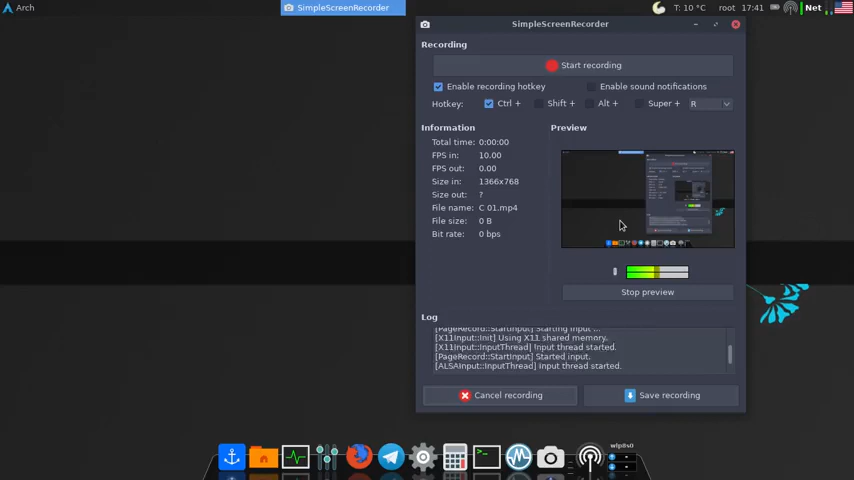 Arch
SimpleScreenRecorder
T: 10 °C
root
17:41
Net
SimpleScreenRecorder
Recording
Start recording
Enable recording hotkey
Enable sound notifications
Hotkey:
Ctrl +
Shift +
Alt +
Super +
R
Information
Preview
Total time: 0:00:00
FPS in: 10.00
FPS out: 0.00
Size in: 1366x768
Size out: ?
File name: C 01.mp4
File size: 0 B
Bit rate: 0 bps
Stop preview
Log
[PageRecord::StartInput] Starting input ...
[X11Input::Init] Using X11 shared memory.
[X11Input::InputThread] Input thread started.
[PageRecord::StartInput] Started input.
[ALSAInput::InputThread] Input thread started.
Cancel recording
Save recording
wlp8s0